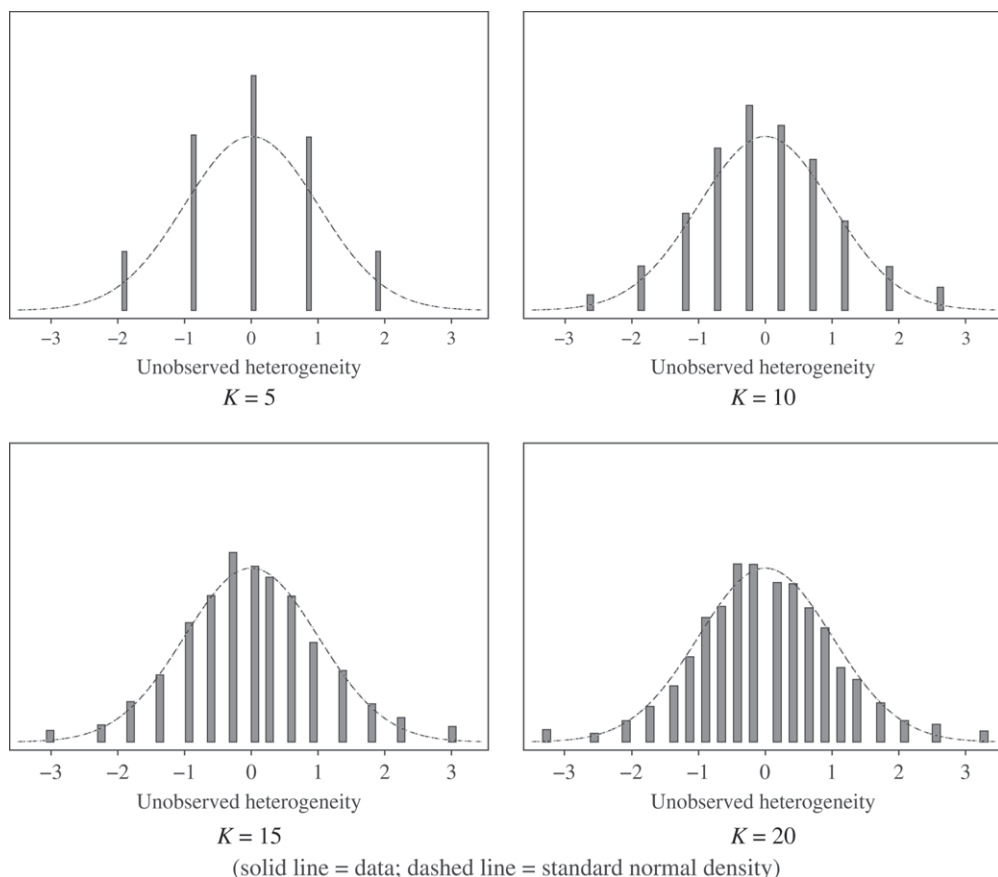 −3 −2 −1 0 1 2 3
Unobserved heterogeneity
K = 5
−3 −2 −1 0 1 2 3
Unobserved heterogeneity
K = 10
−3 −2 −1 0 1 2 3
Unobserved heterogeneity
K = 15
−3 −2 −1 0 1 2 3
Unobserved heterogeneity
K = 20
(solid line = data; dashed line = standard normal density)